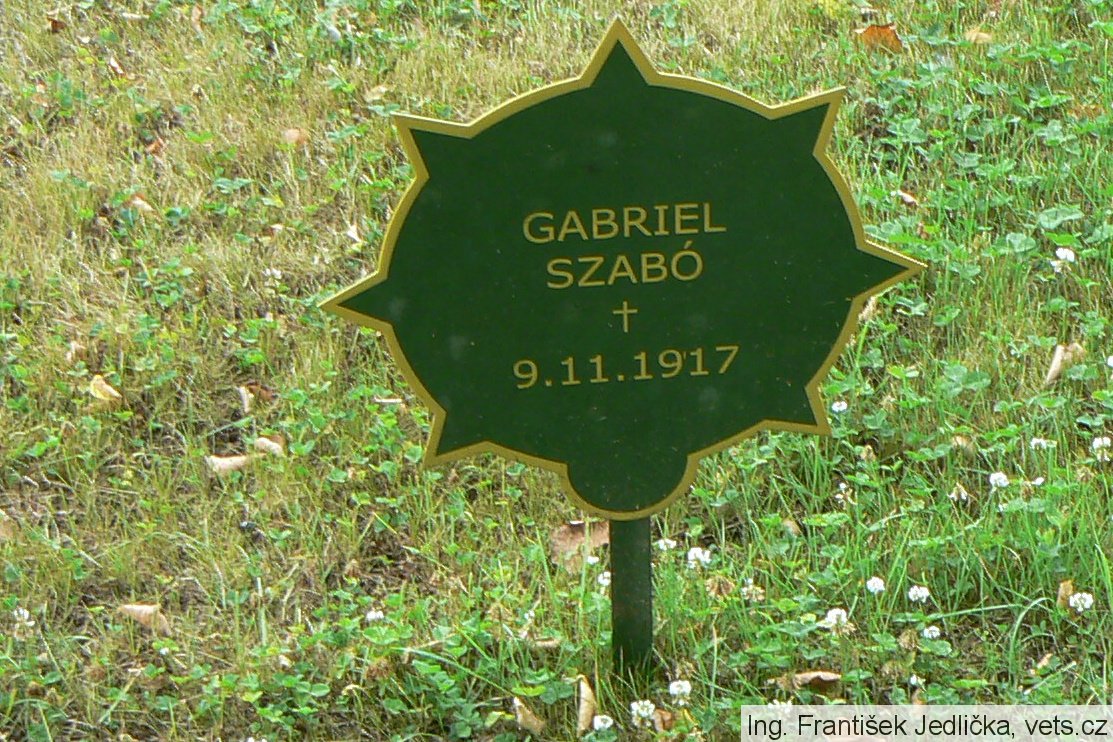 GABRIEL
SZABÓ
†
9.11.1917
Ing. František Jedlička, vets.cz